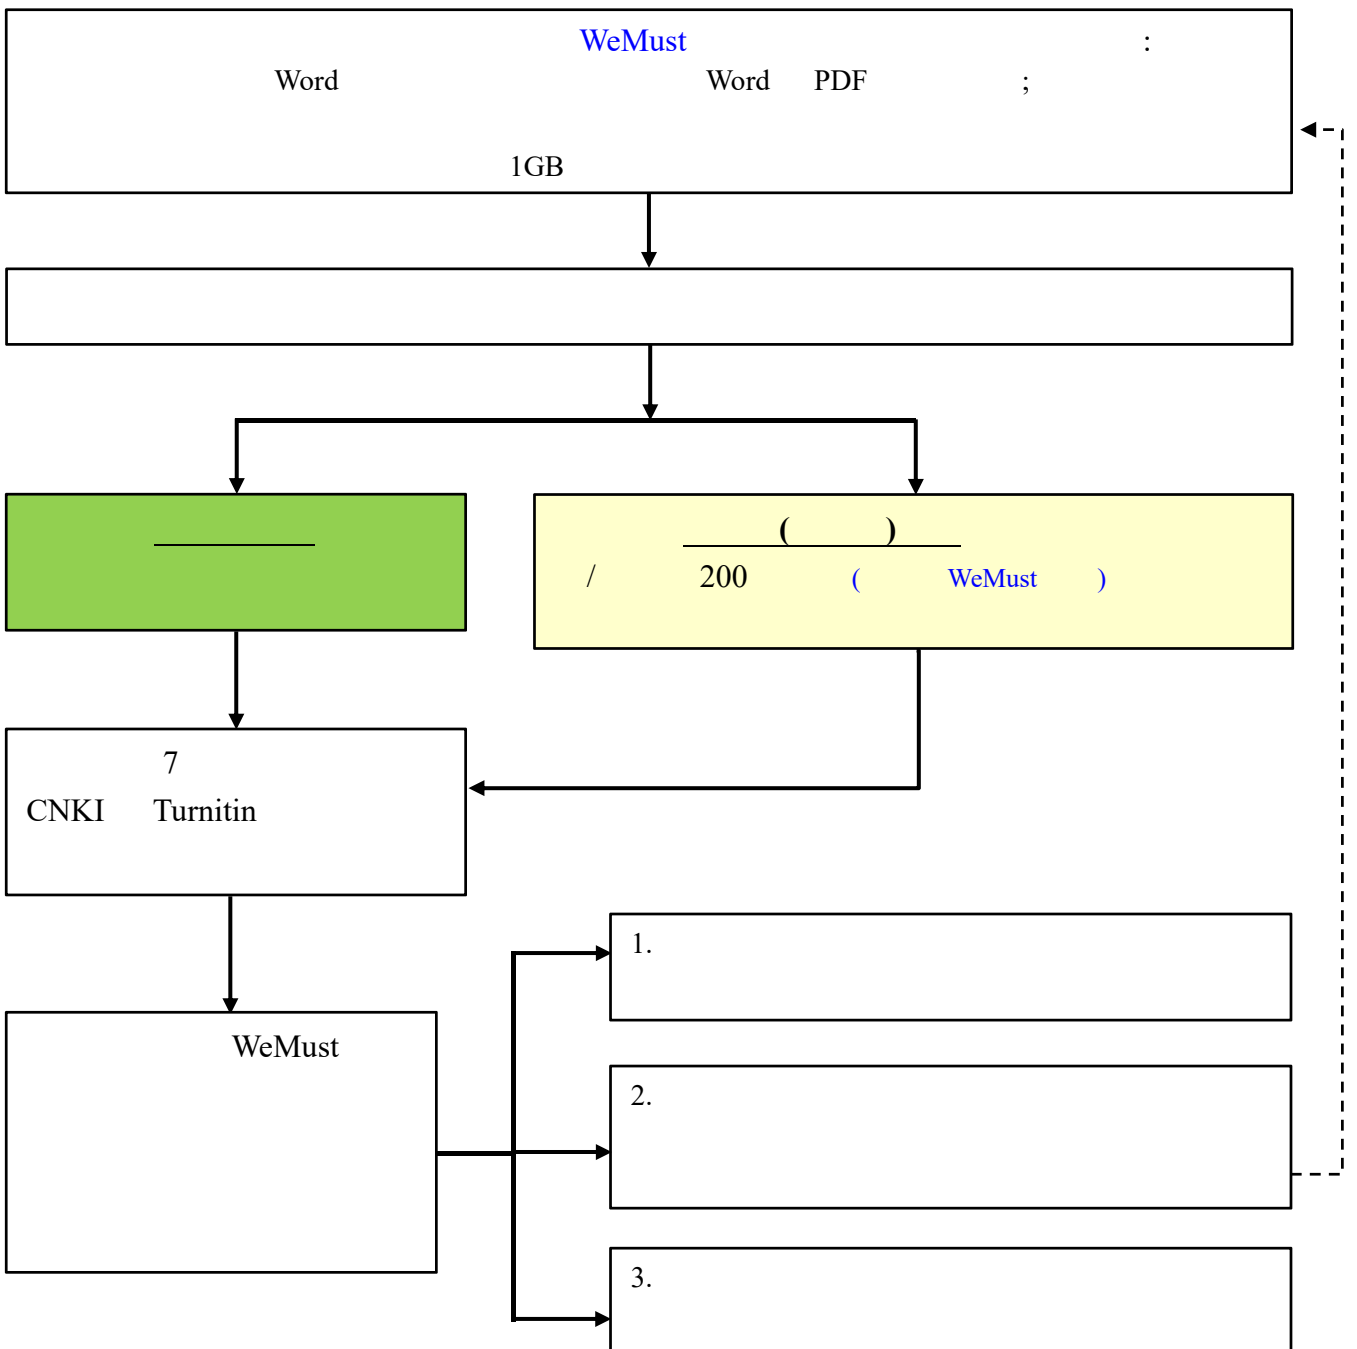 WeMust :
Word Word PDF ;
1GB
( )
/ 200 ( WeMust )
7
CNKI Turnitin
WeMust
1.
2.
3.